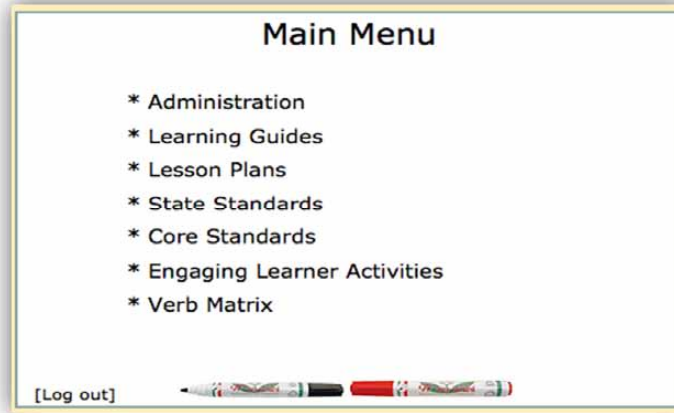 Main Menu
* Administration
* Learning Guides
* Lesson Plans
* State Standards
* Core Standards
* Engaging Learner Activities
* Verb Matrix
[Log out]